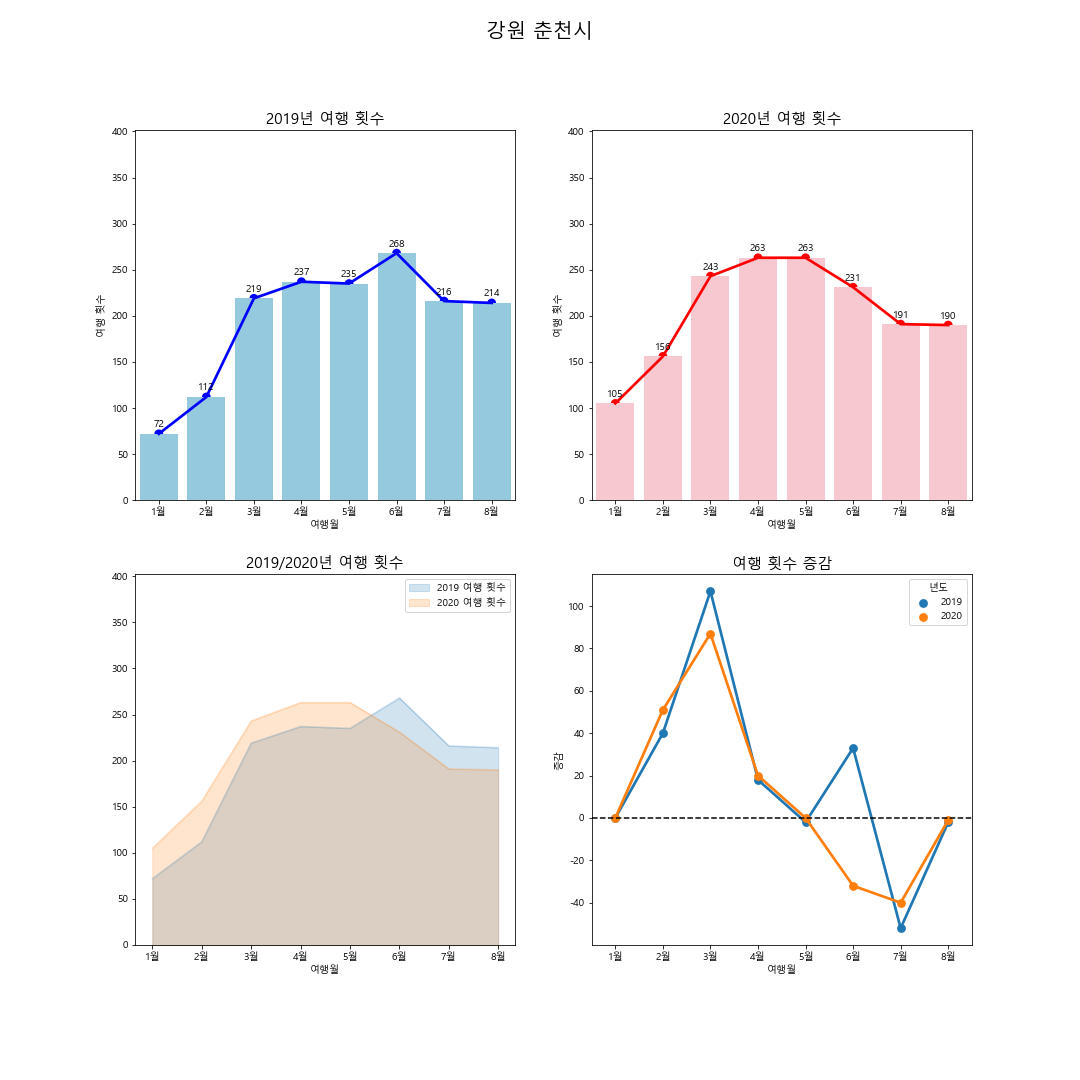 강원 춘천시
2019년 여행 횟수
400
350
300
250
200
150
100
50
0
여행 횟수
72
112
219
237
235
268
216
214
1월 2월 3월 4월 5월 6월 7월 8월
여행월
2020년 여행 횟수
400
350
300
250
200
150
100
50
0
여행 횟수
105
156
243
263
263
231
191
190
1월 2월 3월 4월 5월 6월 7월 8월
여행월
2019/2020년 여행 횟수
2019 여행 횟수
2020 여행 횟수
400
350
300
250
200
150
100
50
0
1월 2월 3월 4월 5월 6월 7월 8월
여행월
여행 횟수 증감
년도
2019
2020
100
80
60
40
20
0
-20
-40
증감
1월 2월 3월 4월 5월 6월 7월 8월
여행월